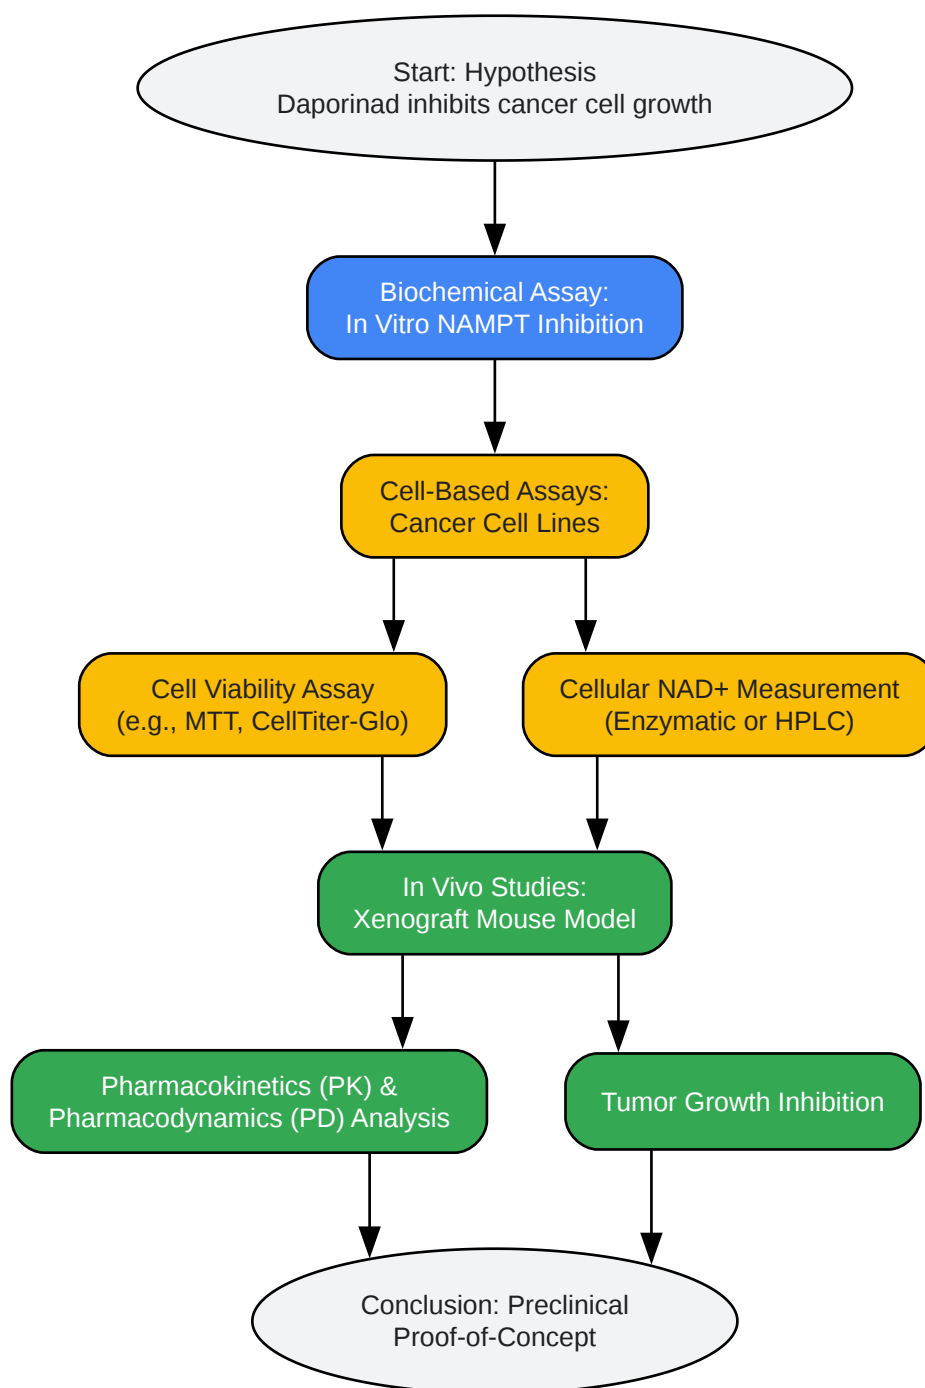 Start: Hypothesis
Daporinad inhibits cancer cell growth
Biochemical Assay:
In Vitro NAMPT Inhibition
Cell-Based Assays:
Cancer Cell Lines
Cell Viability Assay
(e.g., MTT, CellTiter-Glo)
Cellular NAD+ Measurement
(Enzymatic or HPLC)
In Vivo Studies:
Xenograft Mouse Model
Pharmacokinetics (PK) &
Pharmacodynamics (PD) Analysis
Tumor Growth Inhibition
Conclusion: Preclinical
Proof-of-Concept